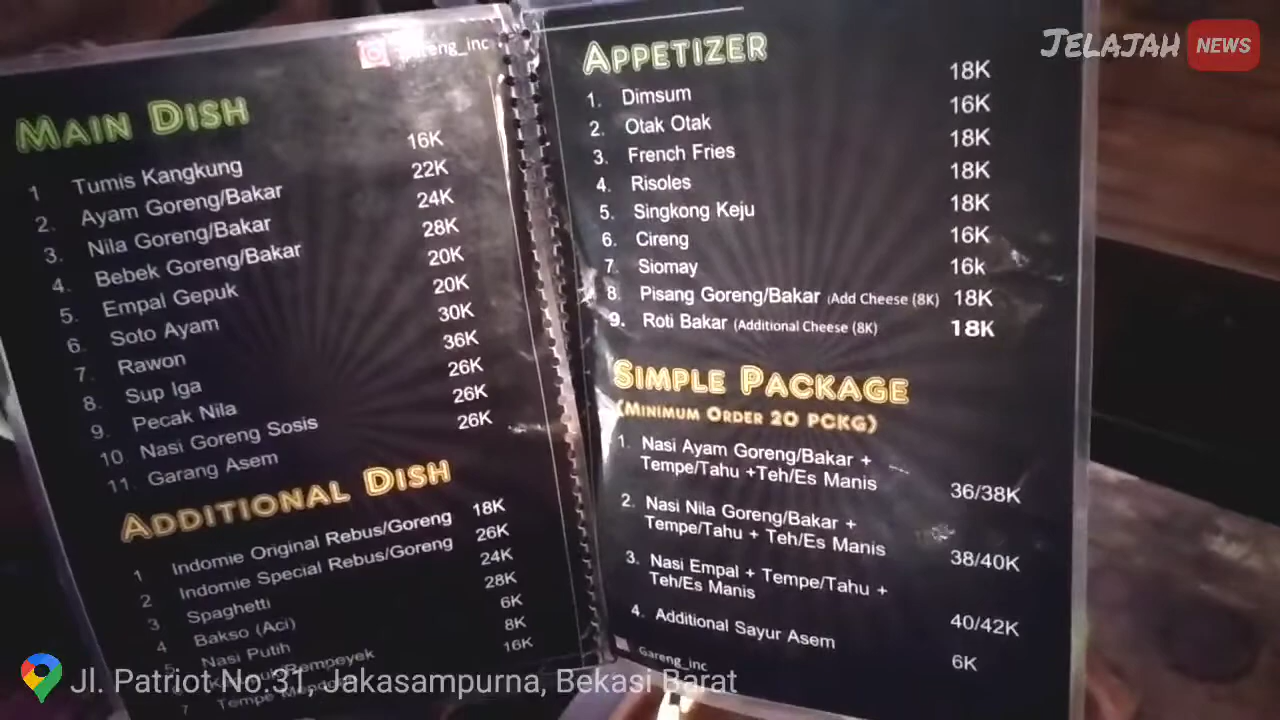 Gareng_inc
MAIN DISH
1 Tumis Kangkung 16K
2. Ayam Goreng/Bakar 22K
3. Nila Goreng/Bakar 24K
4. Bebek Goreng/Bakar 28K
5. Empal Gepuk 20K
6. Soto Ayam 20K
7. Rawon 30K
8. Sup Iga 36K
9. Pecak Nila 26K
10. Nasi Goreng Sosis 26K
11. Garang Asem 26K
ADDITIONAL DISH
1 Indomie Original Rebus/Goreng 18K
2 Indomie Special Rebus/Goreng 26K
3 Spaghetti 24K
4 Bakso (Aci) 28K
5 Nasi Putih 6K
Rempeyek 8K
7 Tempe 16K
APPETIZER
1. Dimsum 18K
2. Otak Otak 16K
3. French Fries 18K
4. Risoles 18K
5. Singkong Keju 18K
6. Cireng 16K
7. Siomay 16k
8. Pisang Goreng/Bakar (Add Cheese (8K) 18K
9. Roti Bakar (Additional Cheese (8K) 18K
SIMPLE PACKAGE
(MINIMUM ORDER 20 PCKG)
1. Nasi Ayam Goreng/Bakar +
Tempe/Tahu +Teh/Es Manis 36/38K
2. Nasi Nila Goreng/Bakar +
Tempe/Tahu + Teh/Es Manis 38/40K
3. Nasi Empal + Tempe/Tahu +
Teh/Es Manis 40/42K
4. Additional Sayur Asem 6K
Gareng_inc
JELAJAH NEWS
Jl. Patriot No.31, Jakasampurna, Bekasi Barat